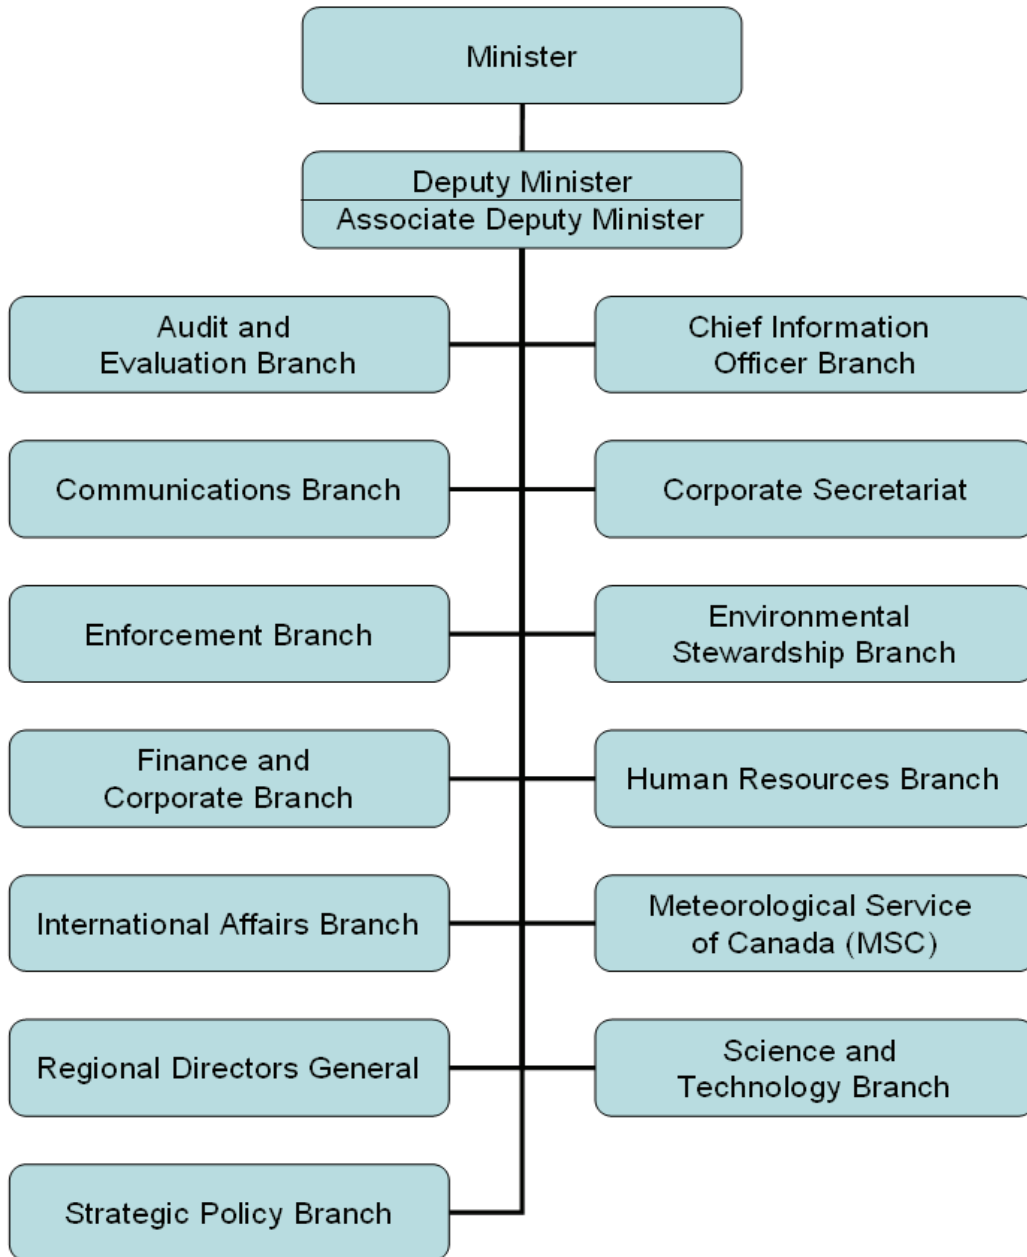 Minister
Deputy Minister
Associate Deputy Minister
Audit and
Evaluation Branch
Chief Information
Officer Branch
Communications Branch
Corporate Secretariat
Enforcement Branch
Environmental
Stewardship Branch
Finance and
Corporate Branch
Human Resources Branch
International Affairs Branch
Meteorological Service
of Canada (MSC)
Regional Directors General
Science and
Technology Branch
Strategic Policy Branch